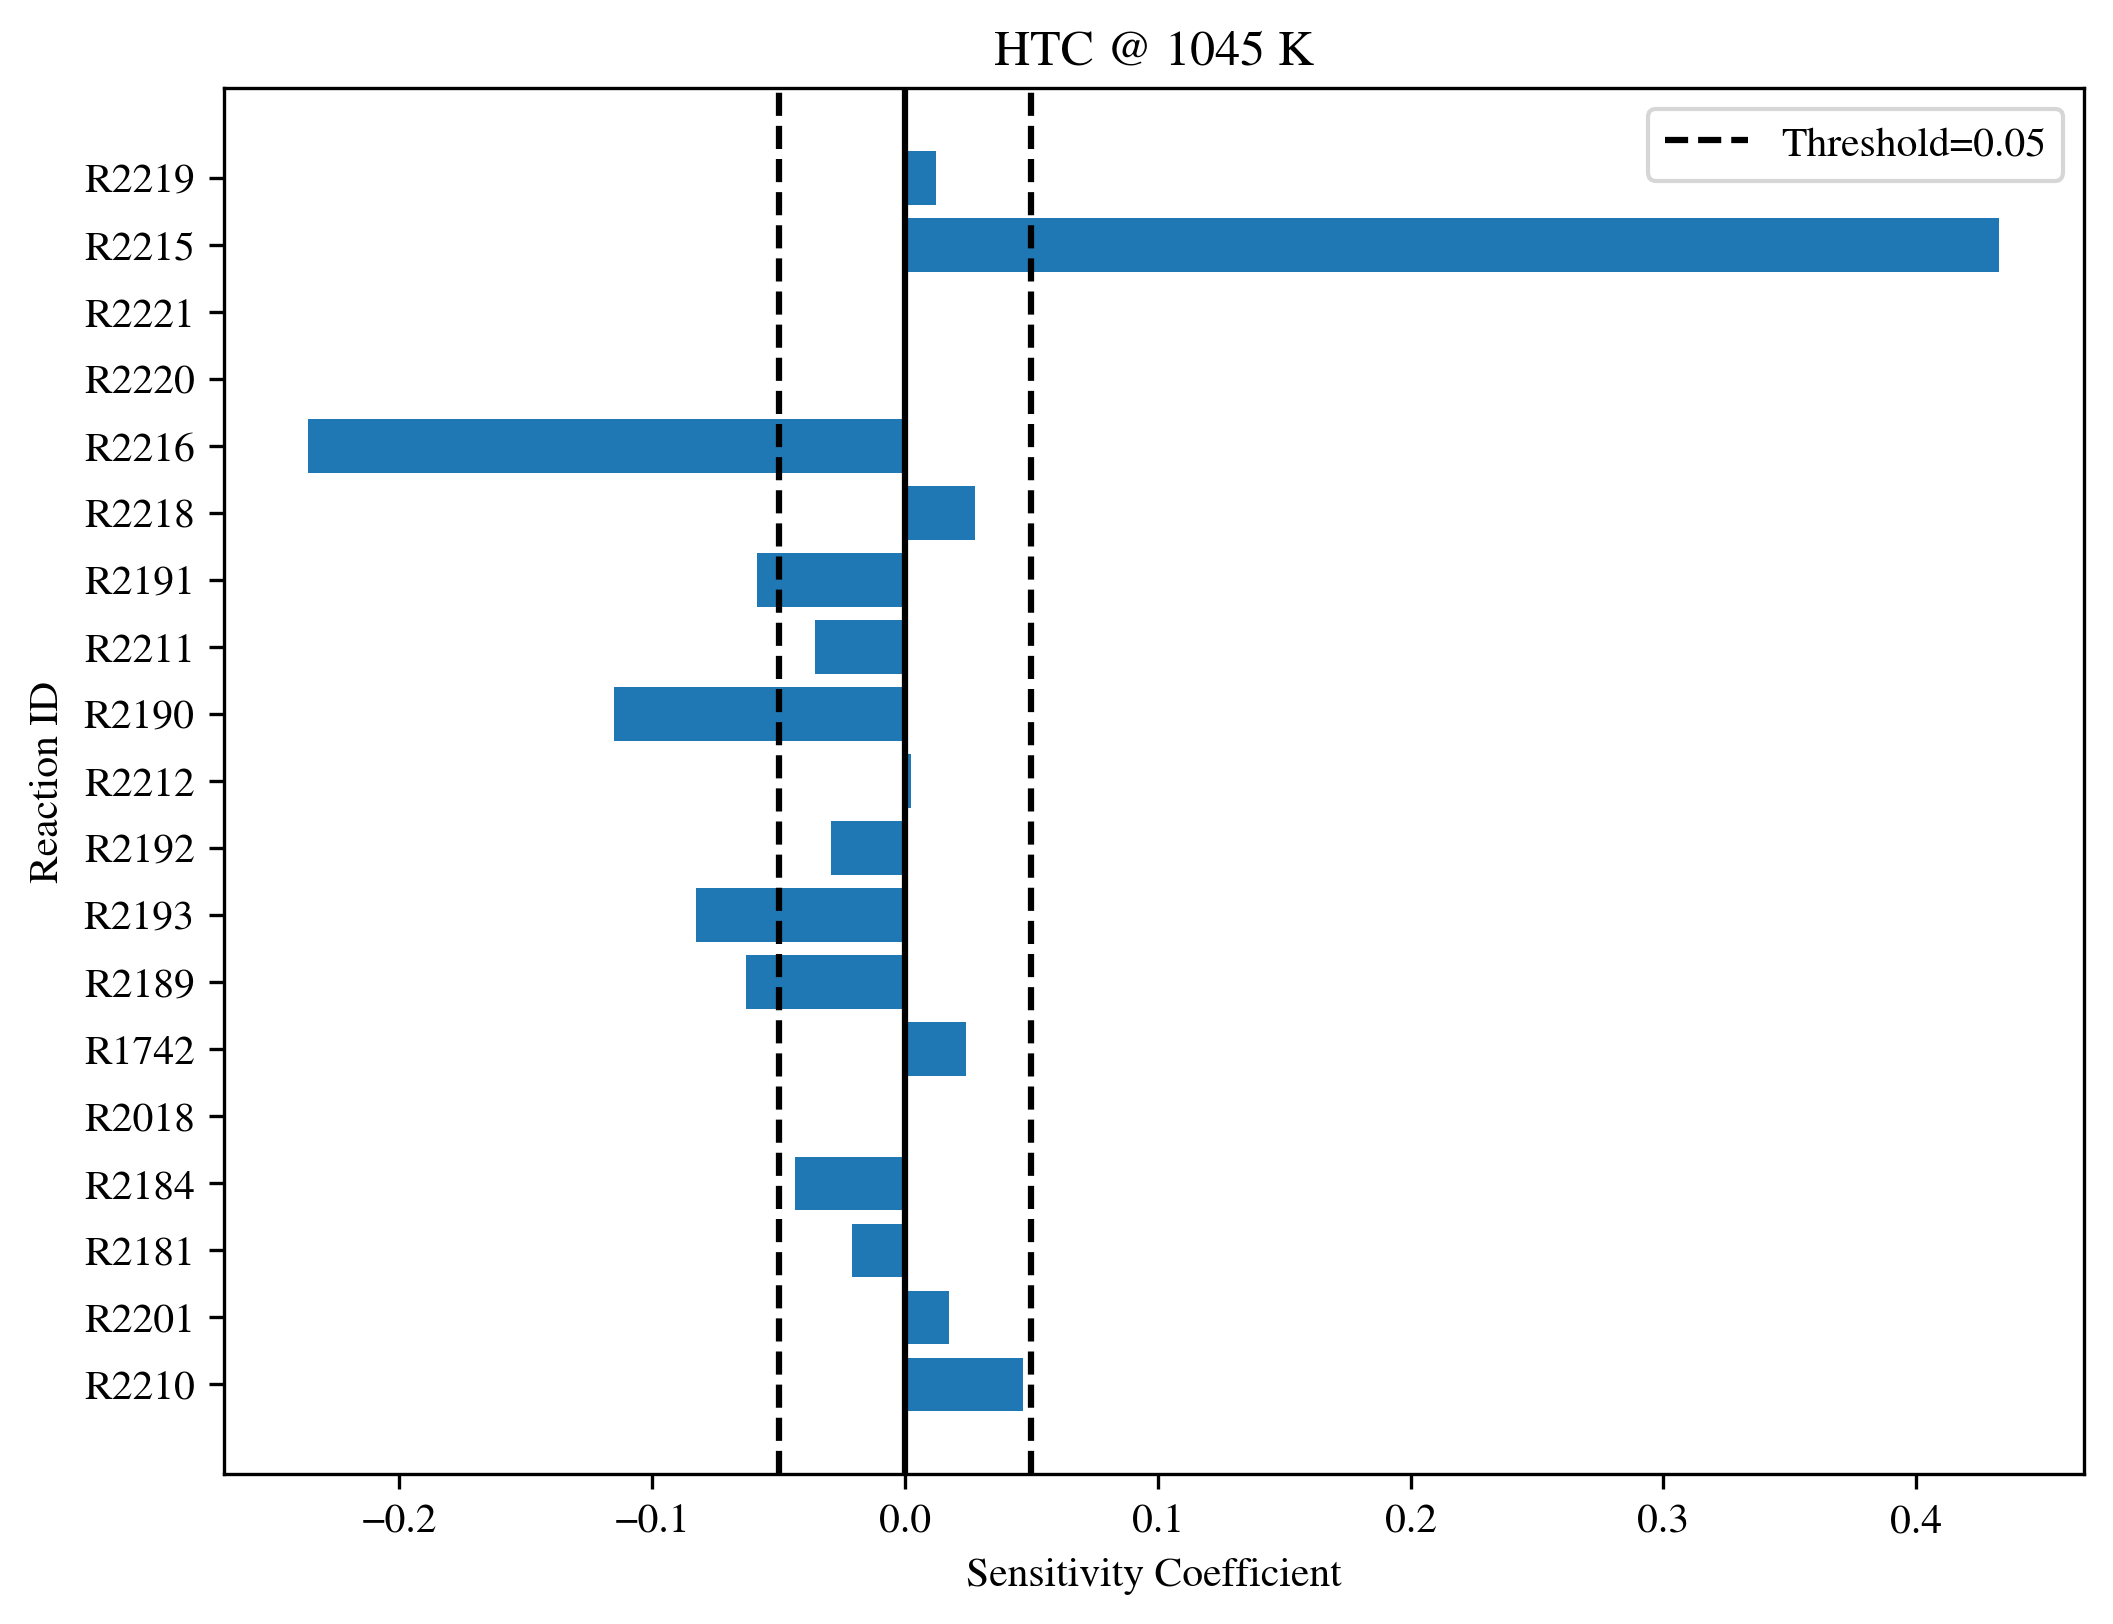 HTC @ 1045 K
Threshold=0.05
R2219
R2215
R2221
R2220
R2216
R2218
R2191
R2211
R2190
R2212
R2192
R2193
R2189
R1742
R2018
R2184
R2181
R2201
R2210
Reaction ID
−0.2 −0.1 0.0 0.1 0.2 0.3 0.4
Sensitivity Coefficient